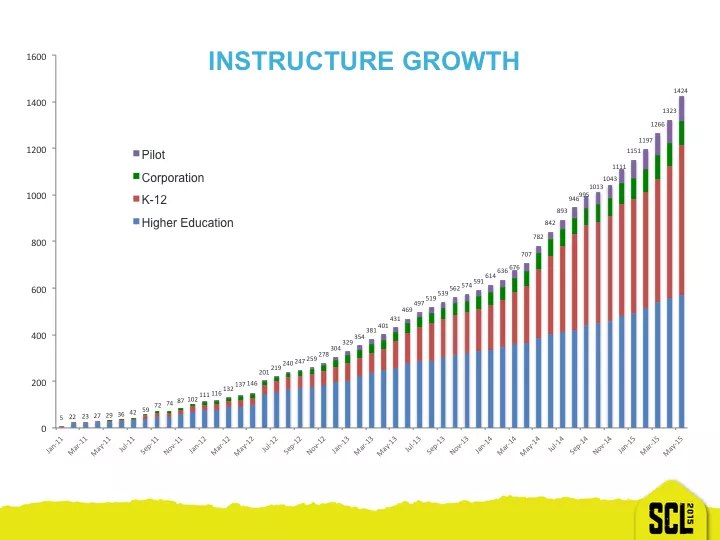 INSTRUCTURE GROWTH
1600
1400
1200
1000
800
600
400
200
0
Pilot
Corporation
K-12
Higher Education
5 22 23 27 29 36 42 59 72 74 87 102 111 116 132 137 146 201 219 240 247 259 278 304 329 354 381 401 431 469 497 519 539 562 574 591 614 636 676 707 782 842 893 946 995 1013 1043 1111 1151 1197 1266 1323 1424
Jan-11 Mar-11 May-11 Jul-11 Sep-11 Nov-11 Jan-12 Mar-12 May-12 Jul-12 Sep-12 Nov-12 Jan-13 Mar-13 May-13 Jul-13 Sep-13 Nov-13 Jan-14 Mar-14 May-14 Jul-14 Sep-14 Nov-14 Jan-15 Mar-15 May-15
SCL 2015